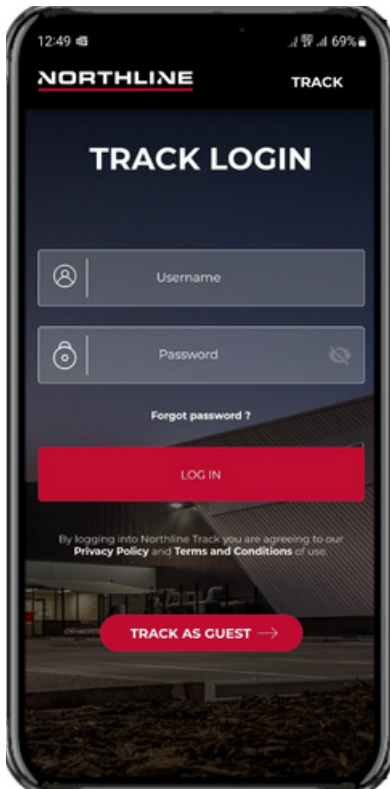 12:49
69%
NORTHLINE
TRACK
TRACK LOGIN
Username
Password
Forgot password ?
LOG IN
By logging into Northline Track you are agreeing to our
Privacy Policy and Terms and Conditions of use.
TRACK AS GUEST